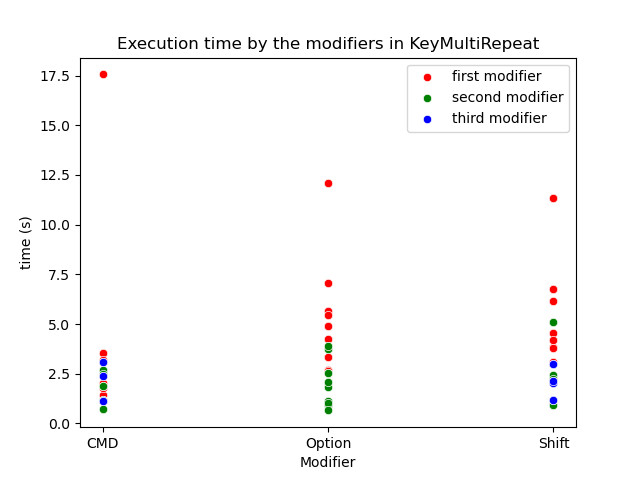 Execution time by the modifiers in KeyMultiRepeat
first modifier
second modifier
third modifier
time (s)
17.5
15.0
12.5
10.0
7.5
5.0
2.5
0.0
CMD Option Shift
Modifier